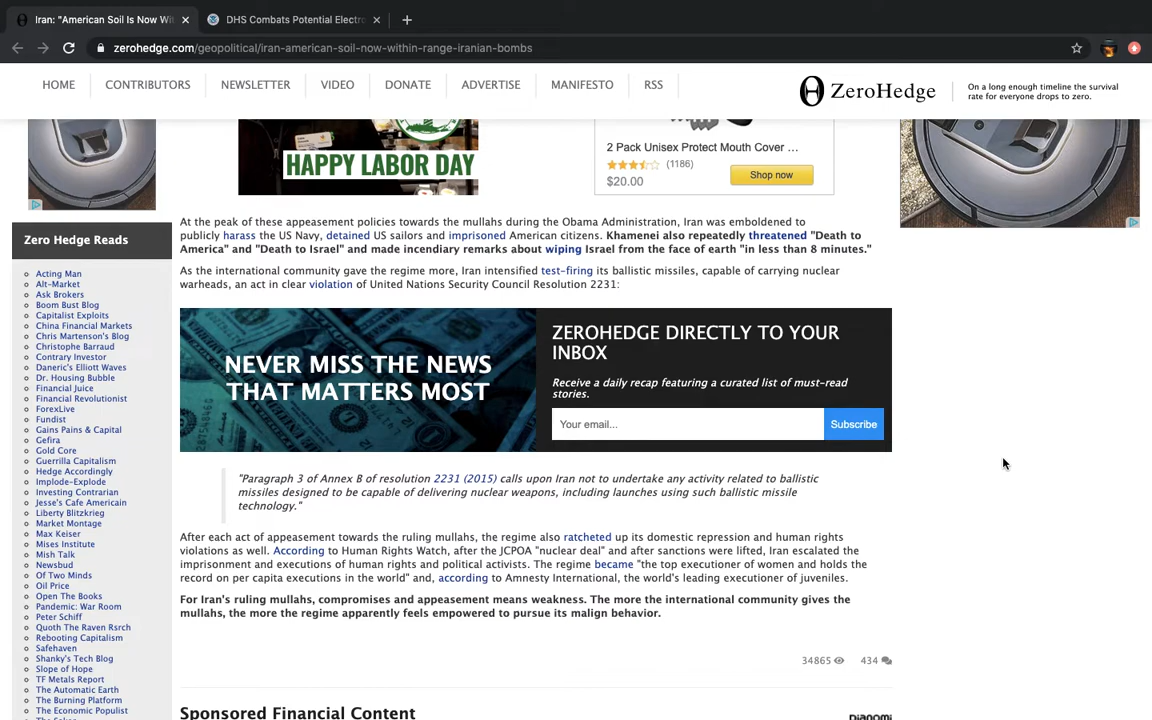 Iran: "American Soil Is Now Wit
DHS Combats Potential Electro
zerohedge.com/geopolitical/iran-american-soil-now-within-range-iranian-bombs
HOME
CONTRIBUTORS
NEWSLETTER
VIDEO
DONATE
ADVERTISE
MANIFESTO
RSS
ZeroHedge
On a long enough timeline the survival
rate for everyone drops to zero.
HAPPY LABOR DAY
2 Pack Unisex Protect Mouth Cover ...
(1186)
$20.00
Shop now
Zero Hedge Reads
Acting Man
Alt-Market
Ask Brokers
Boom Bust Blog
Capitalist Exploits
China Financial Markets
Chris Martenson's Blog
Christophe Barraud
Contrary Investor
Daneric's Elliott Waves
Dr. Housing Bubble
Financial Juice
Financial Revolutionist
ForexLive
Fundist
Gains Pains & Capital
Gefira
Gold Core
Guerrilla Capitalism
Hedge Accordingly
Implode-Explode
Investing Contrarian
Jesse's Cafe Americain
Liberty Blitzkrieg
Market Montage
Max Keiser
Mises Institute
Mish Talk
Newsbud
Of Two Minds
Oil Price
Open The Books
Pandemic: War Room
Peter Schiff
Quoth The Raven Rsrch
Rebooting Capitalism
Safehaven
Shanky's Tech Blog
Slope of Hope
TF Metals Report
The Automatic Earth
The Burning Platform
The Economic Populist
At the peak of these appeasement policies towards the mullahs during the Obama Administration, Iran was emboldened to
publicly harass the US Navy, detained US sailors and imprisoned American citizens. Khamenei also repeatedly threatened "Death to
America" and "Death to Israel" and made incendiary remarks about wiping Israel from the face of earth "in less than 8 minutes."
As the international community gave the regime more, Iran intensified test-firing its ballistic missiles, capable of carrying nuclear
warheads, an act in clear violation of United Nations Security Council Resolution 2231:
NEVER MISS THE NEWS
THAT MATTERS MOST
ZEROHEDGE DIRECTLY TO YOUR
INBOX
Receive a daily recap featuring a curated list of must-read
stories.
Your email...
Subscribe
"Paragraph 3 of Annex B of resolution 2231 (2015) calls upon Iran not to undertake any activity related to ballistic
missiles designed to be capable of delivering nuclear weapons, including launches using such ballistic missile
technology."
After each act of appeasement towards the ruling mullahs, the regime also ratcheted up its domestic repression and human rights
violations as well. According to Human Rights Watch, after the JCPOA "nuclear deal" and after sanctions were lifted, Iran escalated the
imprisonment and executions of human rights and political activists. The regime became "the top executioner of women and holds the
record on per capita executions in the world" and, according to Amnesty International, the world's leading executioner of juveniles.
For Iran's ruling mullahs, compromises and appeasement means weakness. The more the international community gives the
mullahs, the more the regime apparently feels empowered to pursue its malign behavior.
34865
434
Sponsored Financial Content
DIANOMI